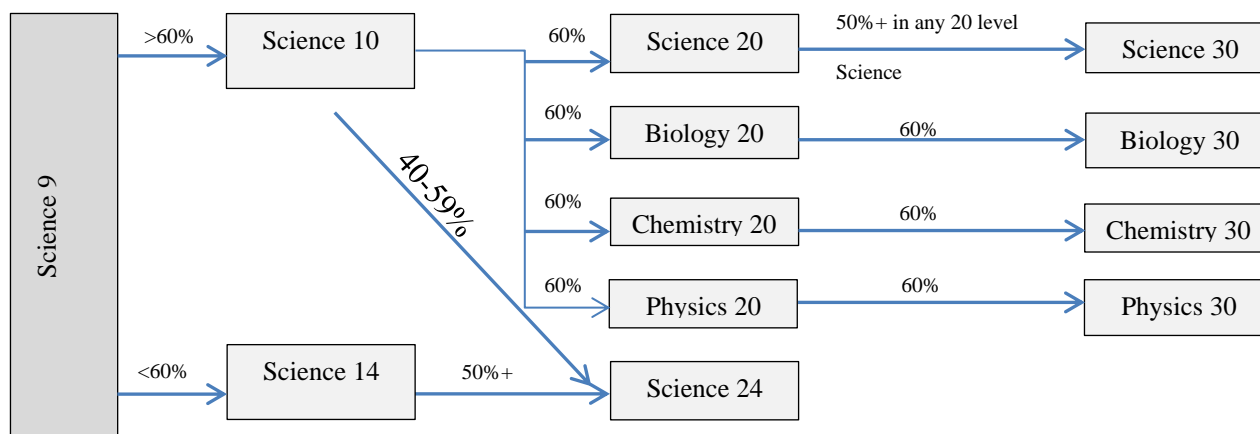 Science 9
>60%
Science 10
60%
Science 20
50%+ in any 20 level
Science
Science 30
60%
Biology 20
60%
Biology 30
40-59%
60%
Chemistry 20
60%
Chemistry 30
60%
Physics 20
60%
Physics 30
<60%
Science 14
50%+
Science 24